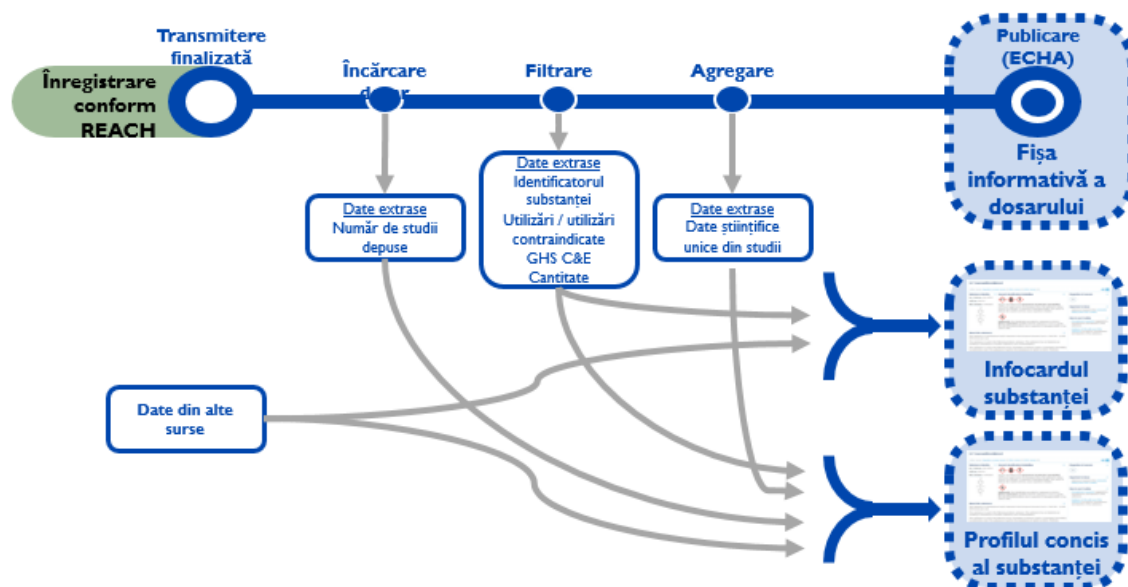 Transmitere
finalizată
Înregistrare
conform
REACH
Încărcare
Filtrare
Agregare
Publicare
(ECHA)
Fișa
informativă a
dosarului
Date extrase
Număr de studii
depuse
Date extrase
Identificatorul
substanței
Utilizări / utilizări
contraindicate
GHS C&E
Cantitate
Date extrase
Date științifice
unice din studii
Date din alte
surse
Infocardul
substanței
Profilul concis
al substanței